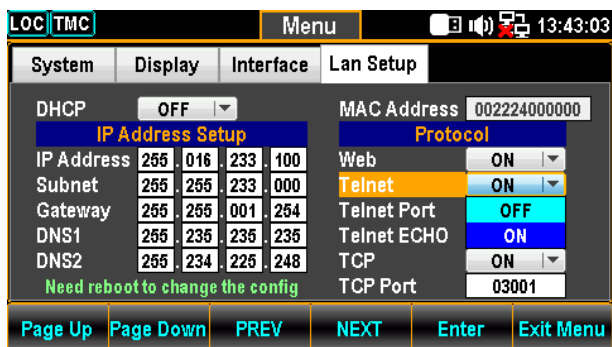 LOC TMC Menu 13:43:03
System Display Interface Lan Setup
DHCP OFF MAC Address 002224000000
IP Address Setup Protocol
IP Address 255 . 016 . 233 . 100 Web ON
Subnet 255 . 255 . 233 . 000 Telnet ON
Gateway 255 . 255 . 001 . 254 Telnet Port OFF
DNS1 255 . 235 . 235 . 235 Telnet ECHO ON
DNS2 255 . 234 . 225 . 248 TCP ON
Need reboot to change the config TCP Port 03001
Page Up Page Down PREV NEXT Enter Exit Menu